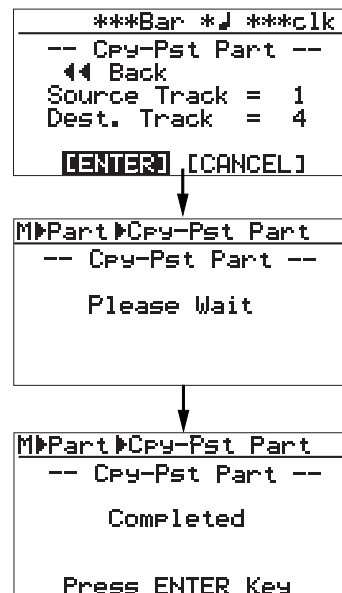 ***Bar *♩ ***clk
-- Cpy-Pst Part --
◀◀ Back
Source Track = 1
Dest. Track = 4
[ENTER] [CANCEL]
M▶Part▶Cpy-Pst Part
-- Cpy-Pst Part --
Please Wait
M▶Part▶Cpy-Pst Part
-- Cpy-Pst Part --
Completed
Press ENTER Key